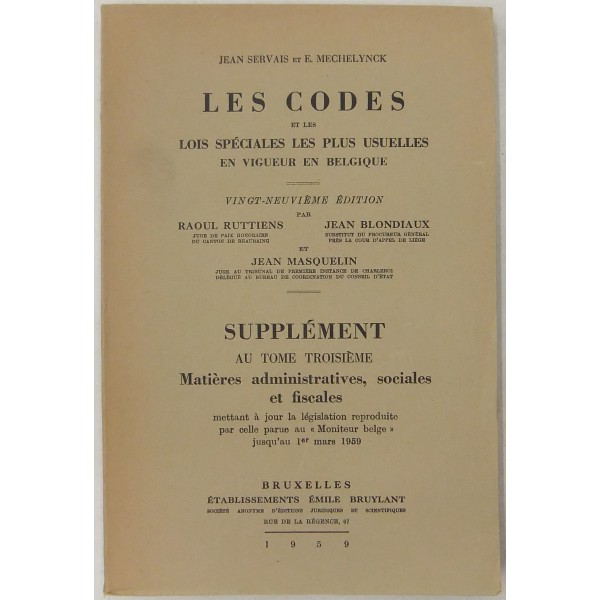 JEAN SERVAIS ET E. MECHELYNCK
LES CODES
ET LES
LOIS SPÉCIALES LES PLUS USUELLES
EN VIGUEUR EN BELGIQUE
VINGT-NEUVIÈME ÉDITION
PAR
RAOUL RUTTIENS JEAN BLONDIAUX
JUGE DE PAIX HONORAIRE SUBSTITUT DU PROCUREUR GÉNÉRAL
DU CANTON DE BEAURAING PRÈS LA COUR D'APPEL DE LIÉGE
ET
JEAN MASQUELIN
JUGE AU TRIBUNAL DE PREMIÈRE INSTANCE DE CHARLEROI
DÉLÉGUÉ AU BUREAU DE COORDINATION DU CONSEIL D'ÉTAT
SUPPLÉMENT
AU TOME TROISIÈME
Matières administratives, sociales
et fiscales
mettant à jour la législation reproduite
par celle parue au « Moniteur belge »
jusqu'au 1er mars 1959
BRUXELLES
ÉTABLISSEMENTS ÉMILE BRUYLANT
SOCIÉTÉ ANONYME D'ÉDITIONS JURIDIQUES ET SCIENTIFIQUES
RUE DE LA RÉGENCE, 67
1959